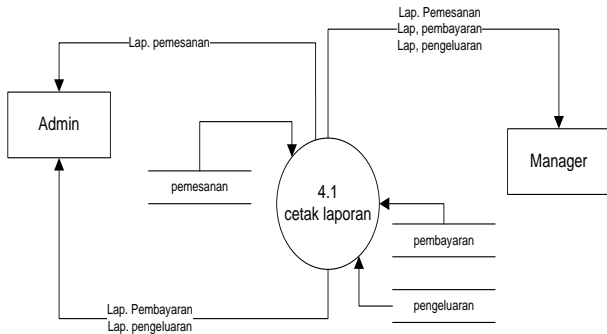 Lap. Pemesanan
Lap, pembayaran
Lap, pengeluaran
Lap. pemesanan
Admin
Manager
pemesanan
4.1
cetak laporan
pembayaran
pengeluaran
Lap. Pembayaran
Lap. pengeluaran